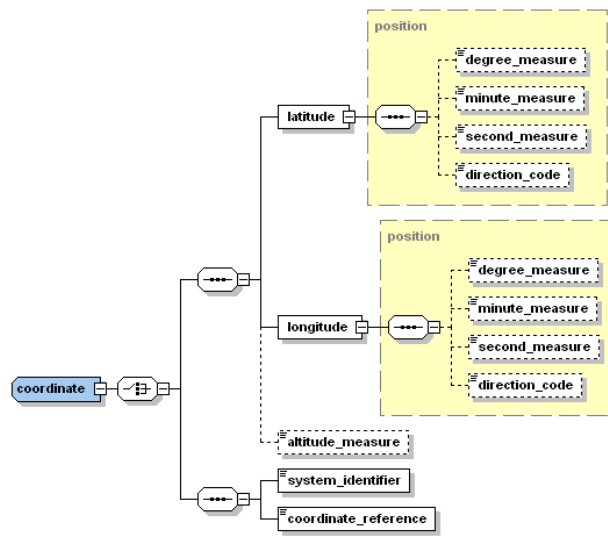 position
degree_measure
minute_measure
second_measure
direction_code
latitude
position
degree_measure
minute_measure
second_measure
direction_code
longitude
coordinate
altitude_measure
system_identifier
coordinate_reference